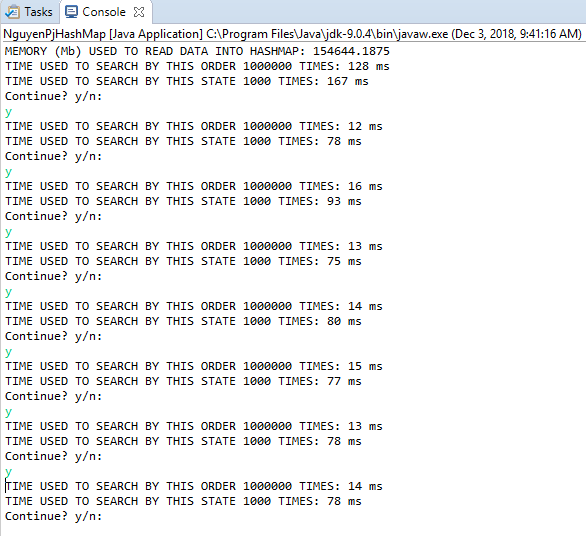 Tasks Console
NguyenPjHashMap [Java Application] C:\Program Files\Java\jdk-9.0.4\bin\javaw.exe (Dec 3, 2018, 9:41:16 AM)
MEMORY (Mb) USED TO READ DATA INTO HASHMAP: 154644.1875
TIME USED TO SEARCH BY THIS ORDER 1000000 TIMES: 128 ms
TIME USED TO SEARCH BY THIS STATE 1000 TIMES: 167 ms
Continue? y/n:
y
TIME USED TO SEARCH BY THIS ORDER 1000000 TIMES: 12 ms
TIME USED TO SEARCH BY THIS STATE 1000 TIMES: 78 ms
Continue? y/n:
y
TIME USED TO SEARCH BY THIS ORDER 1000000 TIMES: 16 ms
TIME USED TO SEARCH BY THIS STATE 1000 TIMES: 93 ms
Continue? y/n:
y
TIME USED TO SEARCH BY THIS ORDER 1000000 TIMES: 13 ms
TIME USED TO SEARCH BY THIS STATE 1000 TIMES: 75 ms
Continue? y/n:
y
TIME USED TO SEARCH BY THIS ORDER 1000000 TIMES: 14 ms
TIME USED TO SEARCH BY THIS STATE 1000 TIMES: 80 ms
Continue? y/n:
y
TIME USED TO SEARCH BY THIS ORDER 1000000 TIMES: 15 ms
TIME USED TO SEARCH BY THIS STATE 1000 TIMES: 77 ms
Continue? y/n:
y
TIME USED TO SEARCH BY THIS ORDER 1000000 TIMES: 13 ms
TIME USED TO SEARCH BY THIS STATE 1000 TIMES: 78 ms
Continue? y/n:
y
TIME USED TO SEARCH BY THIS ORDER 1000000 TIMES: 14 ms
TIME USED TO SEARCH BY THIS STATE 1000 TIMES: 78 ms
Continue? y/n: